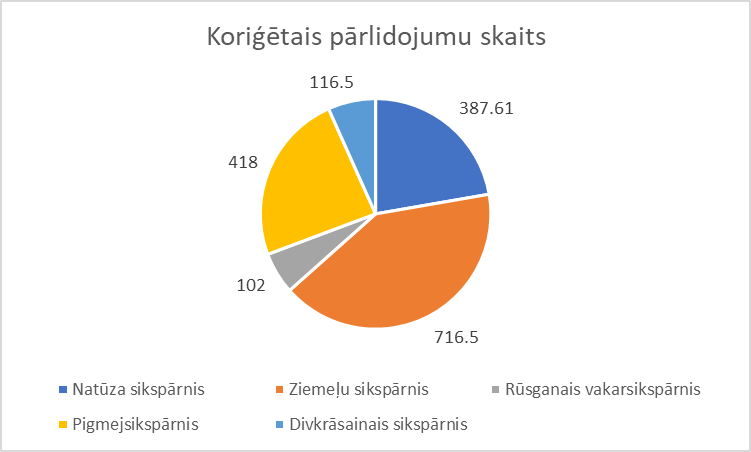 Koriģētais pārlidojumu skaits
116.5
387.61
418
102
716.5
Natūza sikspārnis
Ziemeļu sikspārnis
Rūsganais vakarsikspārnis
Pigmejsikspārnis
Divkrāsainais sikspārnis